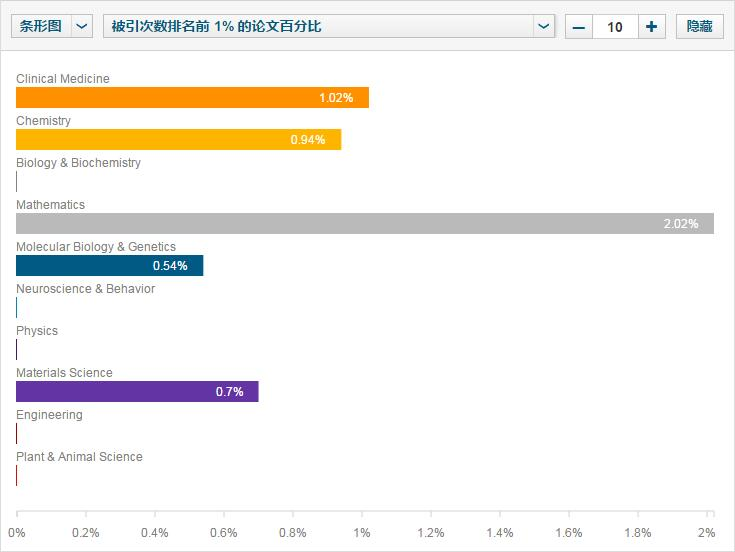 条形图 被引次数排名前 1% 的论文百分比 10 隐藏
Clinical Medicine
1.02%
Chemistry
0.94%
Biology & Biochemistry
Mathematics
2.02%
Molecular Biology & Genetics
0.54%
Neuroscience & Behavior
Physics
Materials Science
0.7%
Engineering
Plant & Animal Science
0% 0.2% 0.4% 0.6% 0.8% 1% 1.2% 1.4% 1.6% 1.8% 2%